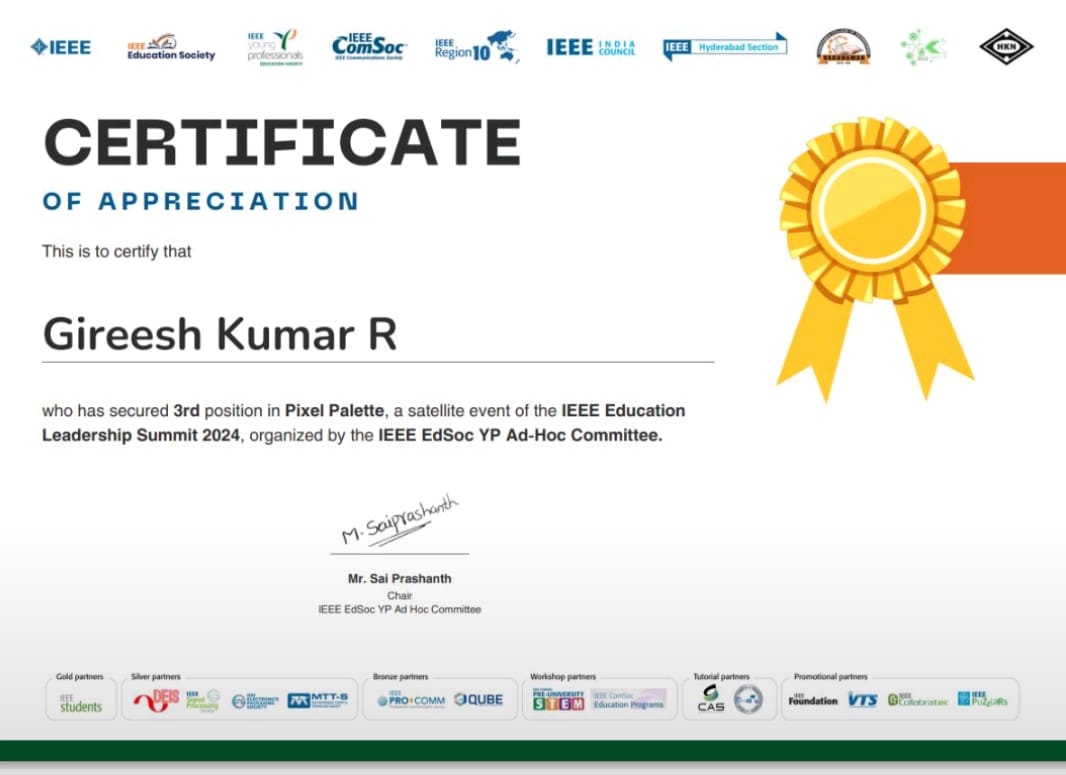 IEEE
IEEE Education Society
IEEE young professionals EDUCATION SOCIETY
IEEE ComSoc IEEE Communications Society
IEEE Region 10
IEEE INDIA COUNCIL
IEEE Hyderabad Section
HKN
CERTIFICATE
OF APPRECIATION
This is to certify that
Gireesh Kumar R
who has secured 3rd position in Pixel Palette, a satellite event of the IEEE Education
Leadership Summit 2024, organized by the IEEE EdSoc YP Ad-Hoc Committee.
M. Saiprashanth
Mr. Sai Prashanth
Chair
IEEE EdSoc YP Ad Hoc Committee
Gold partners
IEEE students
Silver partners
DEIS
IEEE Signal Processing Society
IEEE ELECTRONICS PACKAGING SOCIETY
MTT-S
Bronze partners
IEEE PRO COMM
QUBE
Workshop partners
PRE-UNIVERSITY STEM
IEEE ComSoc Education Programs
Tutorial partners
CAS
Promotional partners
IEEE Foundation
VTS
IEEE Collabratec
IEEE PuZzLeRs